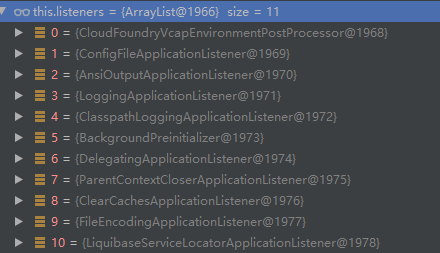 this.listeners = {ArrayList@1966} size = 11
0 = {CloudFoundryVcapEnvironmentPostProcessor@1968}
1 = {ConfigFileApplicationListener@1969}
2 = {AnsiOutputApplicationListener@1970}
3 = {LoggingApplicationListener@1971}
4 = {ClasspathLoggingApplicationListener@1972}
5 = {BackgroundPreinitializer@1973}
6 = {DelegatingApplicationListener@1974}
7 = {ParentContextCloserApplicationListener@1975}
8 = {ClearCachesApplicationListener@1976}
9 = {FileEncodingApplicationListener@1977}
10 = {LiquibaseServiceLocatorApplicationListener@1978}